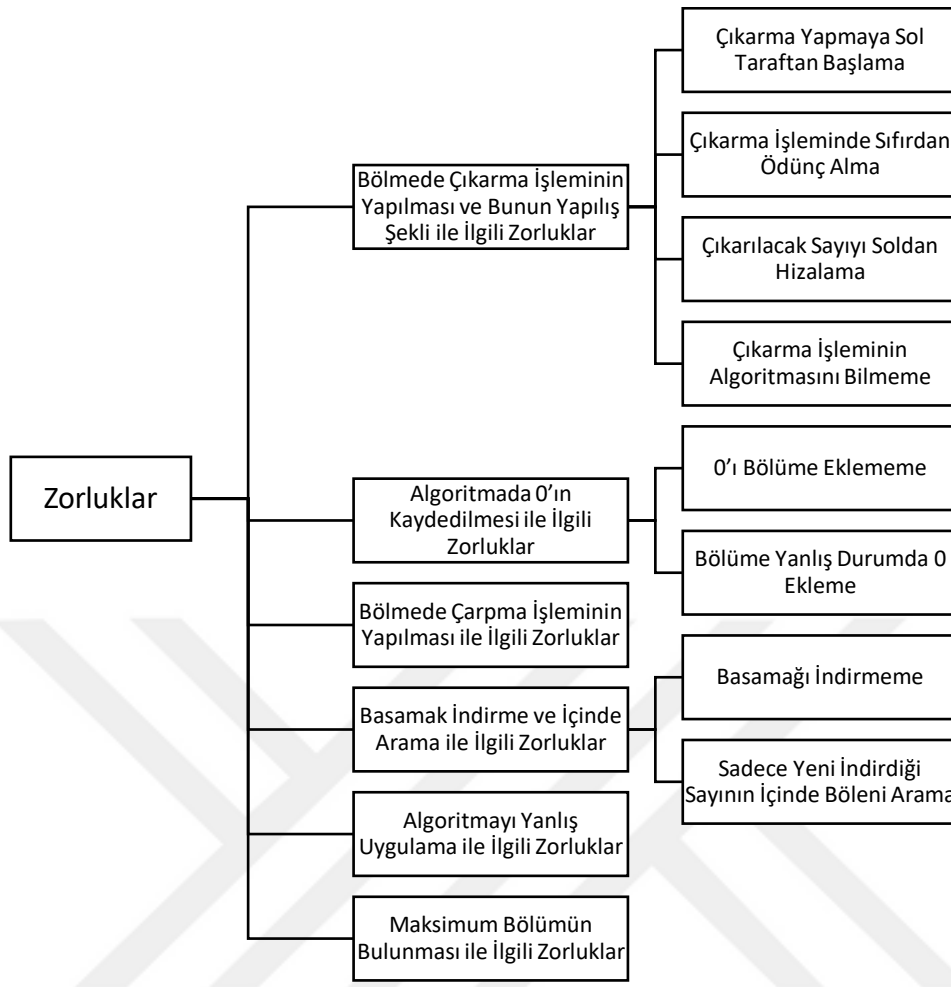 Zorluklar
Bölmede Çıkarma İşleminin
Yapılması ve Bunun Yapılış
Şekli ile İlgili Zorluklar
Çıkarma Yapmaya Sol
Taraftan Başlama
Çıkarma İşleminde Sıfırdan
Ödünç Alma
Çıkarılacak Sayıyı Soldan
Hizalama
Çıkarma İşleminin
Algoritmasını Bilmeme
Algoritmada 0’ın
Kaydedilmesi ile İlgili
Zorluklar
0’ı Bölüme Eklememe
Bölüme Yanlış Durumda 0
Ekleme
Bölmede Çarpma İşleminin
Yapılması ile İlgili Zorluklar
Basamak İndirme ve İçinde
Arama ile İlgili Zorluklar
Basamağı İndirmeme
Sadece Yeni İndirdiği
Sayının İçinde Böleni Arama
Algoritmayı Yanlış
Uygulama ile İlgili Zorluklar
Maksimum Bölümün
Bulunması ile İlgili Zorluklar